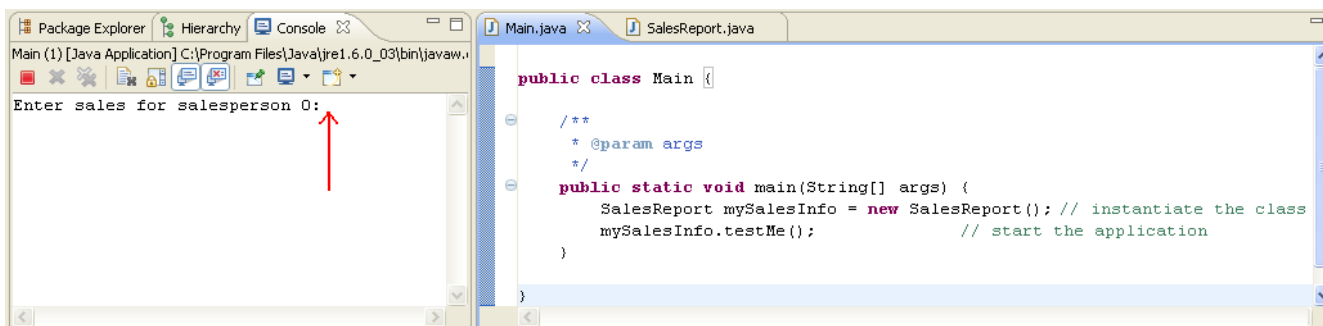 Package Explorer Hierarchy Console
Main (1) [Java Application] C:\Program Files\Java\jre1.6.0_03\bin\javaw.
Enter sales for salesperson 0:
Main.java SalesReport.java
public class Main {
/**
* @param args
*/
public static void main(String[] args) {
SalesReport mySalesInfo = new SalesReport(); // instantiate the class
mySalesInfo.testMe(); // start the application
}
}